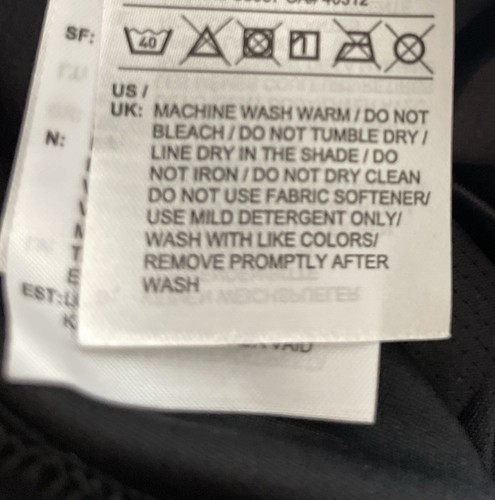 SF:
40
US /
UK: MACHINE WASH WARM / DO NOT
BLEACH / DO NOT TUMBLE DRY /
LINE DRY IN THE SHADE / DO
NOT IRON / DO NOT DRY CLEAN
DO NOT USE FABRIC SOFTENER/
USE MILD DETERGENT ONLY/
WASH WITH LIKE COLORS/
REMOVE PROMPTLY AFTER
WASH
N:
EST: